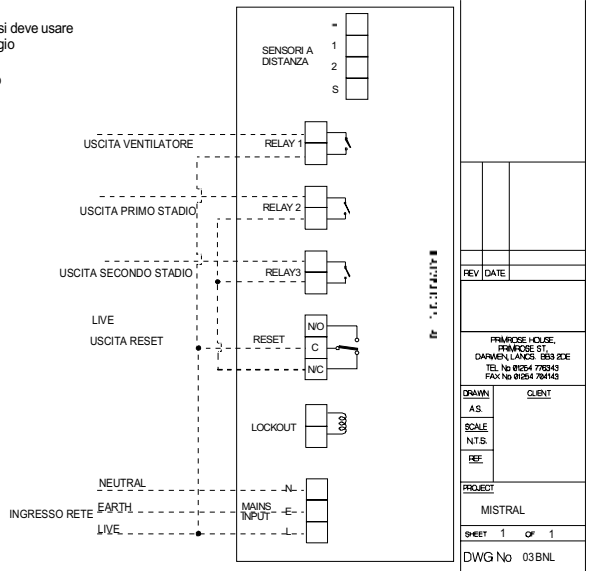 si deve usare
gio
o
=
1
2
S
SENSORI A
DISTANZA
USCITA VENTILATORE
RELAY 1
USCITA PRIMO STADIO
RELAY 2
USCITA SECONDO STADIO
RELAY3
LIVE
USCITA RESET
RESET
N/O
C
N/C
LOCKOUT
INGRESSO RETE
NEUTRAL
EARTH
LIVE
MAINS
INPUT
N
E
L
REV DATE
PRIMROSE HOUSE,
PRIMROSE ST,
DARWEN, LANCS. BB3 2DE
TEL No 01254 776343
FAX No 01254 704143
DRAWN
A.S.
CLIENT
SCALE
N.T.S.
REF
PROJECT
MISTRAL
SHEET 1 OF 1
DWG No 03BNL